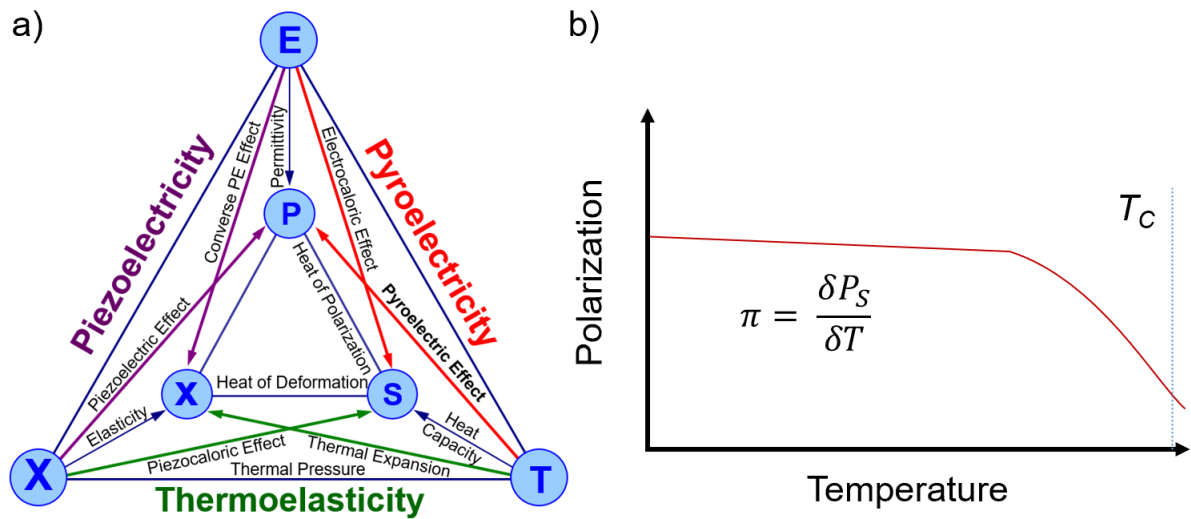 a)
E
Piezoelectricity
Converse PE Effect
Permittivity
Electrocaloric Effect
Pyroelectricity
P
Piezoelectric Effect
Heat of Polarization
Pyroelectric Effect
Heat of Deformation
x
S
Elasticity
Heat
Capacity
Piezocaloric Effect
Thermal Expansion
Thermal Pressure
X
T
Thermoelasticity
b)
Polarization
T_C
π = δP_S / δT
Temperature